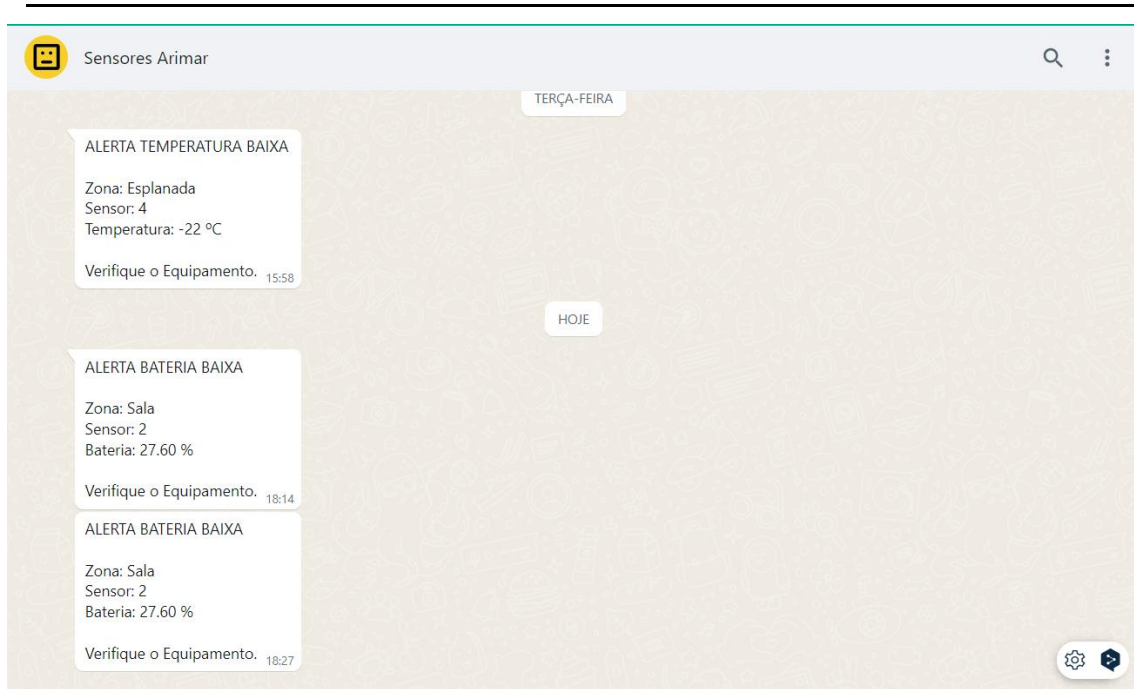 Sensores Arimar
TERÇA-FEIRA
ALERTA TEMPERATURA BAIXA
Zona: Esplanada
Sensor: 4
Temperatura: -22 ºC
Verifique o Equipamento. 15:58
HOJE
ALERTA BATERIA BAIXA
Zona: Sala
Sensor: 2
Bateria: 27.60 %
Verifique o Equipamento. 18:14
ALERTA BATERIA BAIXA
Zona: Sala
Sensor: 2
Bateria: 27.60 %
Verifique o Equipamento. 18:27